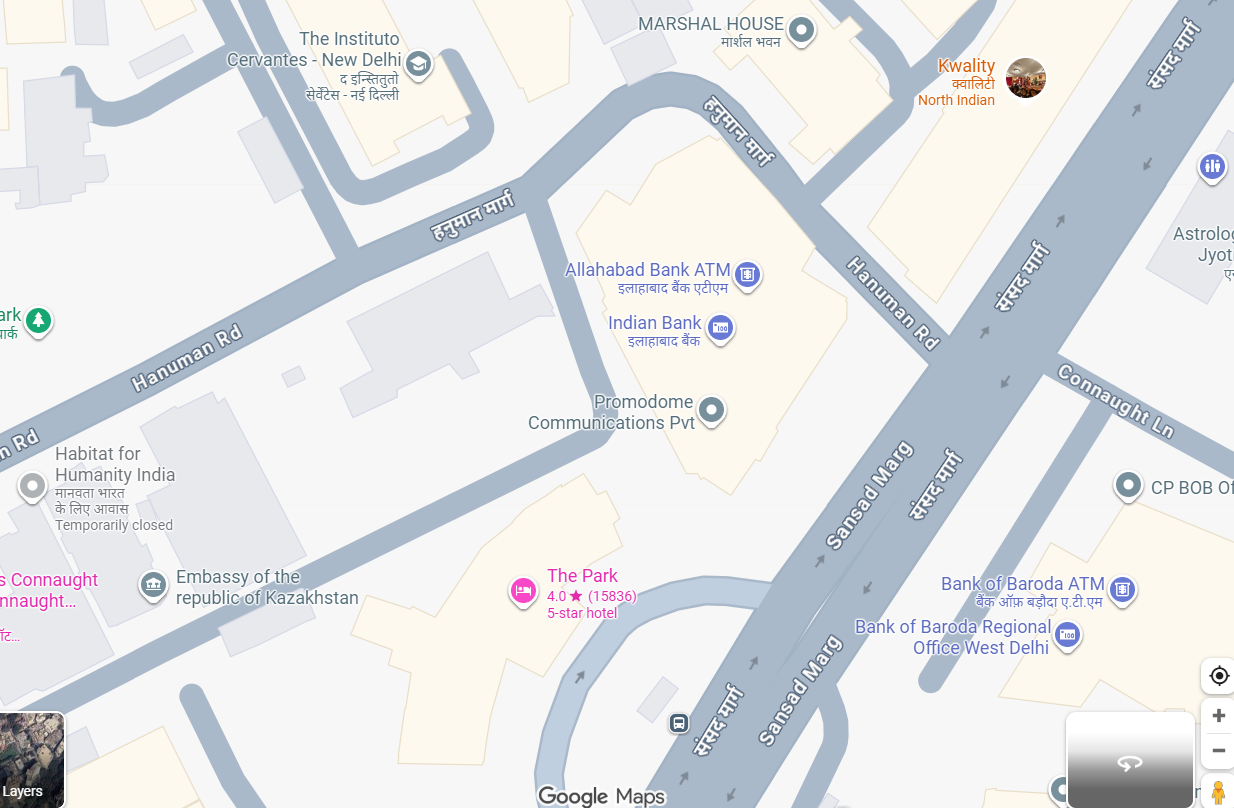 MARSHAL HOUSE
मार्शल भवन
The Instituto
Cervantes - New Delhi
द इन्स्तितुतो
सेर्वेंटेस - नई दिल्ली
Kwality
क्वालिटी
North Indian
संसद मार्ग
हनुमान मार्ग
हनुमान मार्ग
Astrolog
Jyoti
Allahabad Bank ATM
इलाहाबाद बैंक एटीएम
संसद मार्ग
Hanuman Rd
Indian Bank
इलाहाबाद बैंक
ark
पार्क
Hanuman Rd
Connaught Ln
Promodome
Communications Pvt
n Rd
Habitat for
Humanity India
मानवता भारत
के लिए आवास
Temporarily closed
Sansad Marg
संसद मार्ग
CP BOB Of
s Connaught
nnaught...
ॉट...
Embassy of the
republic of Kazakhstan
The Park
4.0 ★ (15836)
5-star hotel
Bank of Baroda ATM
बैंक ऑफ़ बड़ौदा ए.टी.एम
Bank of Baroda Regional
Office West Delhi
Sansad Marg
संसद मार्ग
Layers
Google Maps